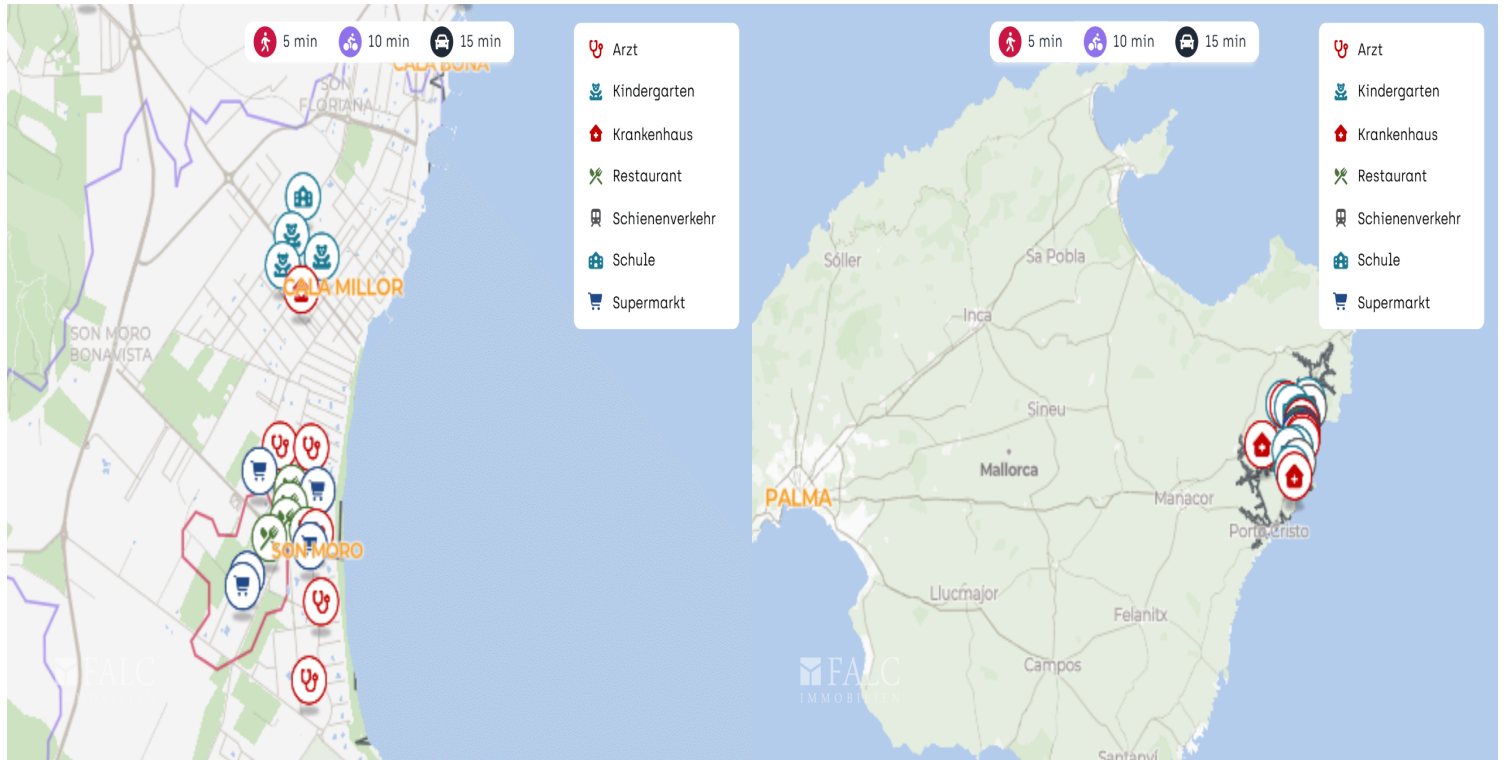 5 min
10 min
15 min
Arzt
Kindergarten
Krankenhaus
Restaurant
Schienenverkehr
Schule
Supermarkt
CALA BONA
SON
FLORIANA
CALA MILLOR
SON MORO
BONAVISTA
SON MORO
FALC
5 min
10 min
15 min
Arzt
Kindergarten
Krankenhaus
Restaurant
Schienenverkehr
Schule
Supermarkt
Sóller
Sa Pobla
Inca
Sineu
Mallorca
PALMA
Manacor
Porto Cristo
Llucmajor
Felanitx
Campos
FALC
IMMOBILIEN
Santanyí